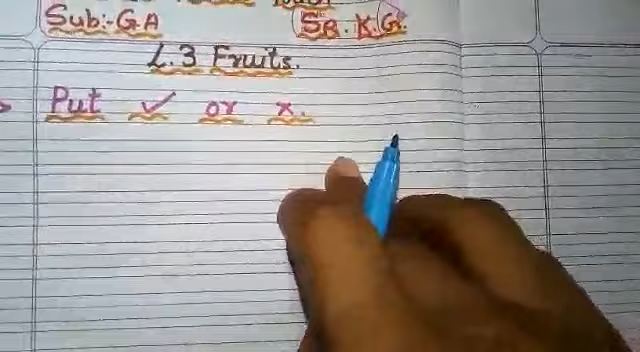 Sub:-G.A
Sr. K.G.
L.3 Fruits.
Put ✓ or ×.